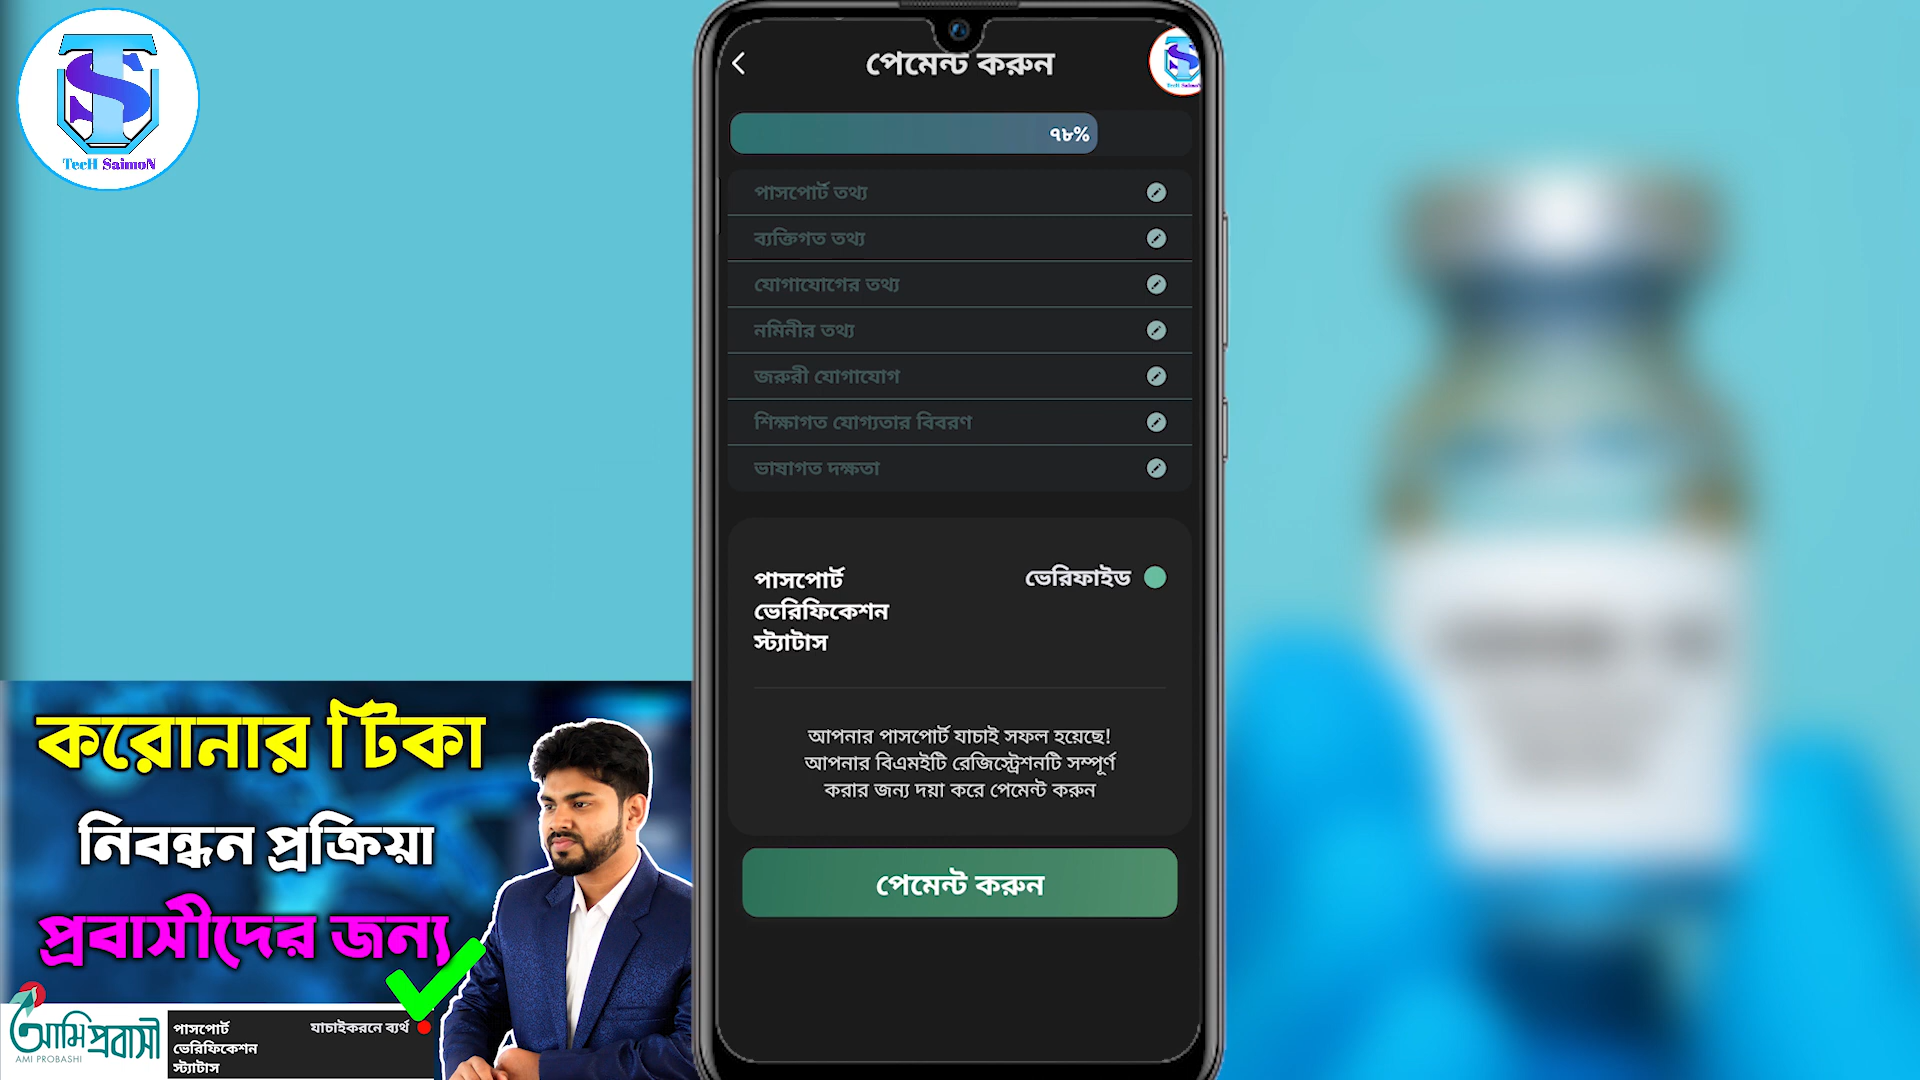 TecH SaimoN
পেমেন্ট করুন
৭৮%
পাসপোর্ট তথ্য
ব্যক্তিগত তথ্য
যোগাযোগের তথ্য
নমিনীর তথ্য
জরুরী যোগাযোগ
শিক্ষাগত যোগ্যতার বিবরণ
ভাষাগত দক্ষতা
পাসপোর্ট
ভেরিফিকেশন
স্ট্যাটাস
ভেরিফাইড
আপনার পাসপোর্ট যাচাই সফল হয়েছে!
আপনার বিএমইটি রেজিস্ট্রেশনটি সম্পূর্ণ
করার জন্য দয়া করে পেমেন্ট করুন
পেমেন্ট করুন
করোনার টিকা
নিবন্ধন প্রক্রিয়া
প্রবাসীদের জন্য
আমি প্রবাসী
AMI PROBASHI
পাসপোর্ট
ভেরিফিকেশন
স্ট্যাটাস
যাচাইকরনে ব্যর্থ